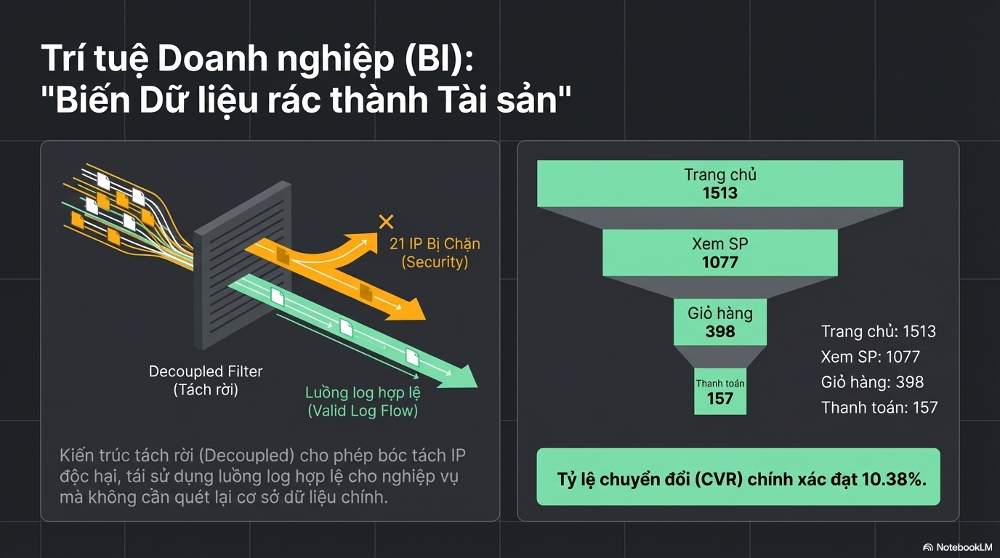 Trí tuệ Doanh nghiệp (BI):
"Biến Dữ liệu rác thành Tài sản"
21 IP Bị Chặn
(Security)
Decoupled Filter
(Tách rời)
Luồng log hợp lệ
(Valid Log Flow)
Kiến trúc tách rời (Decoupled) cho phép bóc tách IP
độc hại, tái sử dụng luồng log hợp lệ cho nghiệp vụ
mà không cần quét lại cơ sở dữ liệu chính.
Trang chủ
1513
Xem SP
1077
Giỏ hàng
398
Thanh toán
157
Trang chủ: 1513
Xem SP: 1077
Giỏ hàng: 398
Thanh toán: 157
Tỷ lệ chuyển đổi (CVR) chính xác đạt 10.38%.
NotebookLM